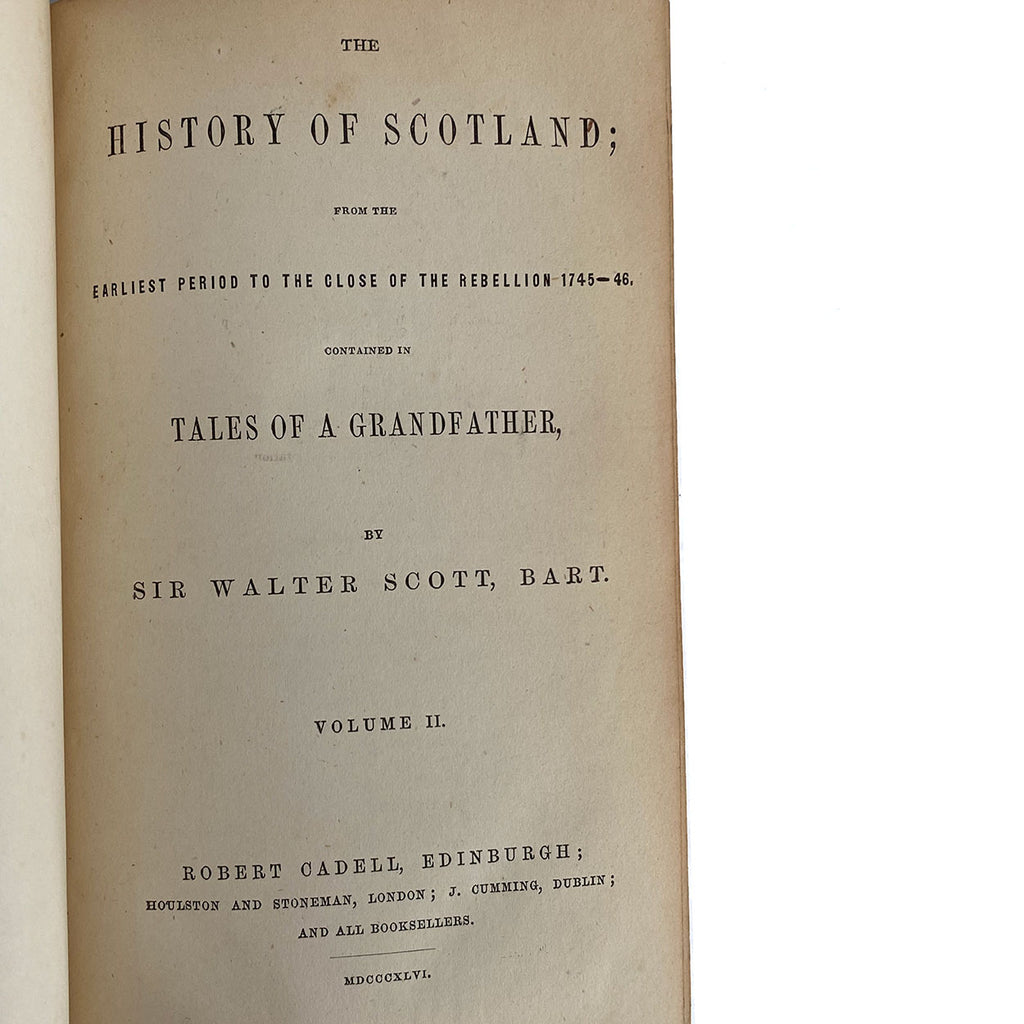 THE
HISTORY OF SCOTLAND;
FROM THE
EARLIEST PERIOD TO THE CLOSE OF THE REBELLION 1745—46,
CONTAINED IN
TALES OF A GRANDFATHER,
BY
SIR WALTER SCOTT, BART.
VOLUME II.
ROBERT CADELL, EDINBURGH;
HOULSTON AND STONEMAN, LONDON; J. CUMMING, DUBLIN;
AND ALL BOOKSELLERS.
MDCCCXLVI.